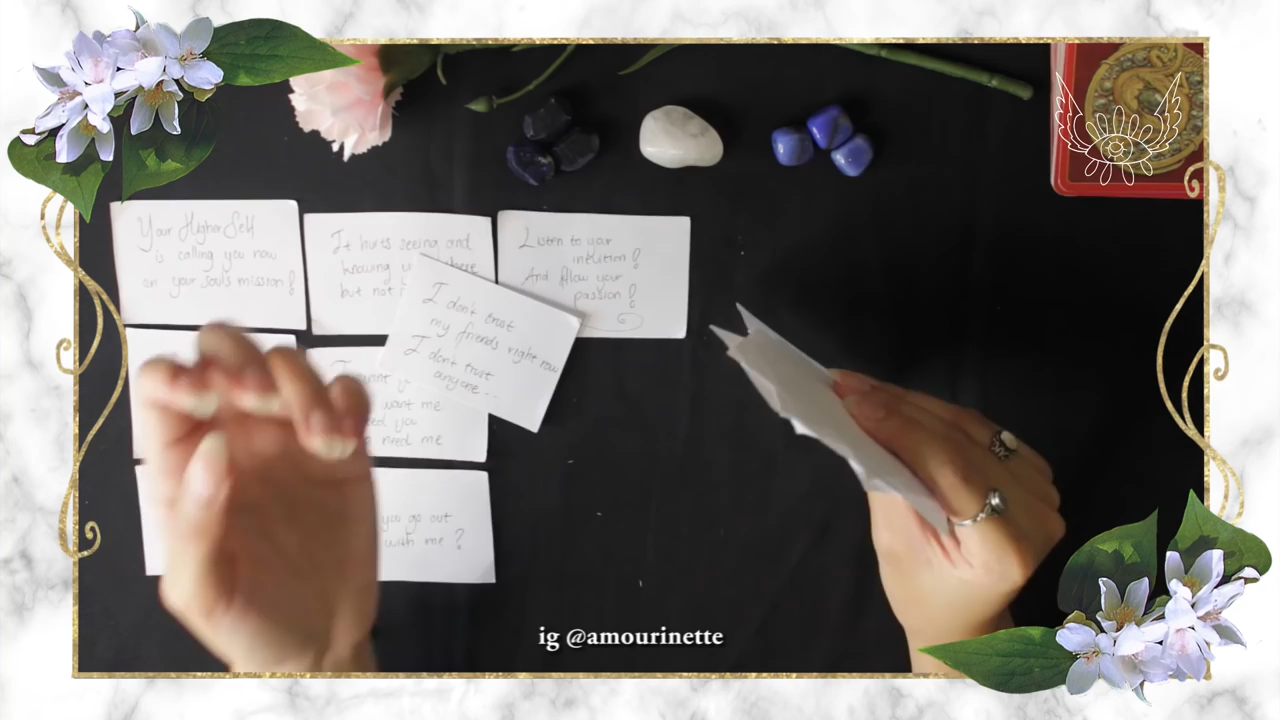 Your Higher Self
is calling you now
on your souls mission!
It hurts seeing and
knowing
but not
Listen to your
intuition!
And follow your
passion!
I don't trust
my friends right now
I don't trust
anyone...
want me
need me
you go out
with me?
ig @amourinette